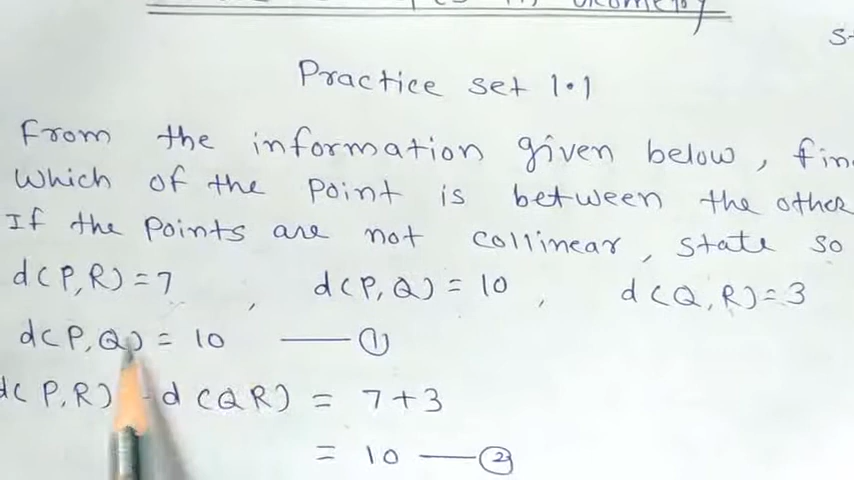 Practice set 1.1
From the information given below, fin
which of the point is between the other
If the points are not collinear, state so
d(P,R)=7 , d(P,Q)=10 , d(Q,R)=3
d(P,Q)=10 —— ①
d(P,R) d(QR) = 7+3
= 10 —— ②